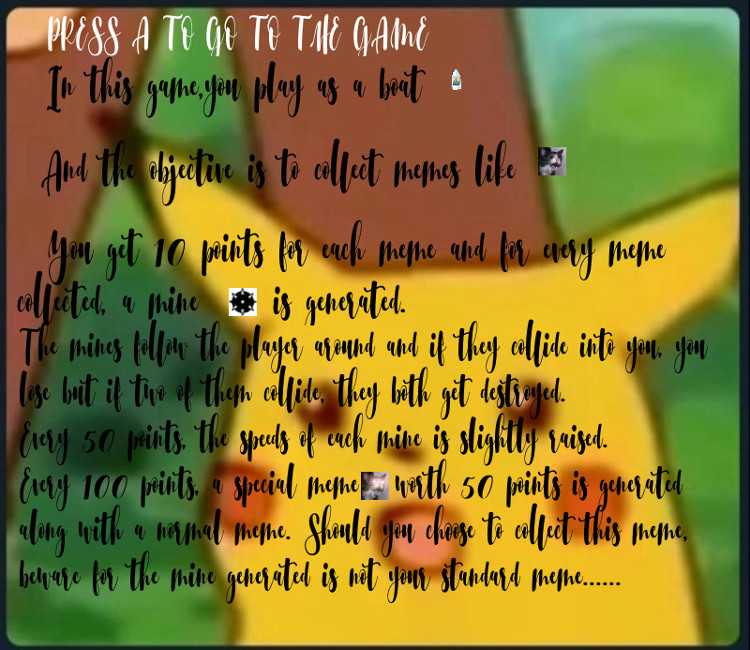 PRESS A TO GO TO THE GAME
In this game,you play as a boat
And the objective is to collect memes like
You get 10 points for each meme and for every meme
collected, a mine is generated.
The mines follow the player around and if they collide into you, you
lose but if two of them collide, they both get destroyed.
Every 50 points, the speeds of each mine is slightly raised.
Every 100 points, a special meme worth 50 points is generated
along with a normal meme. Should you choose to collect this meme,
beware for the mine generated is not your standard meme......